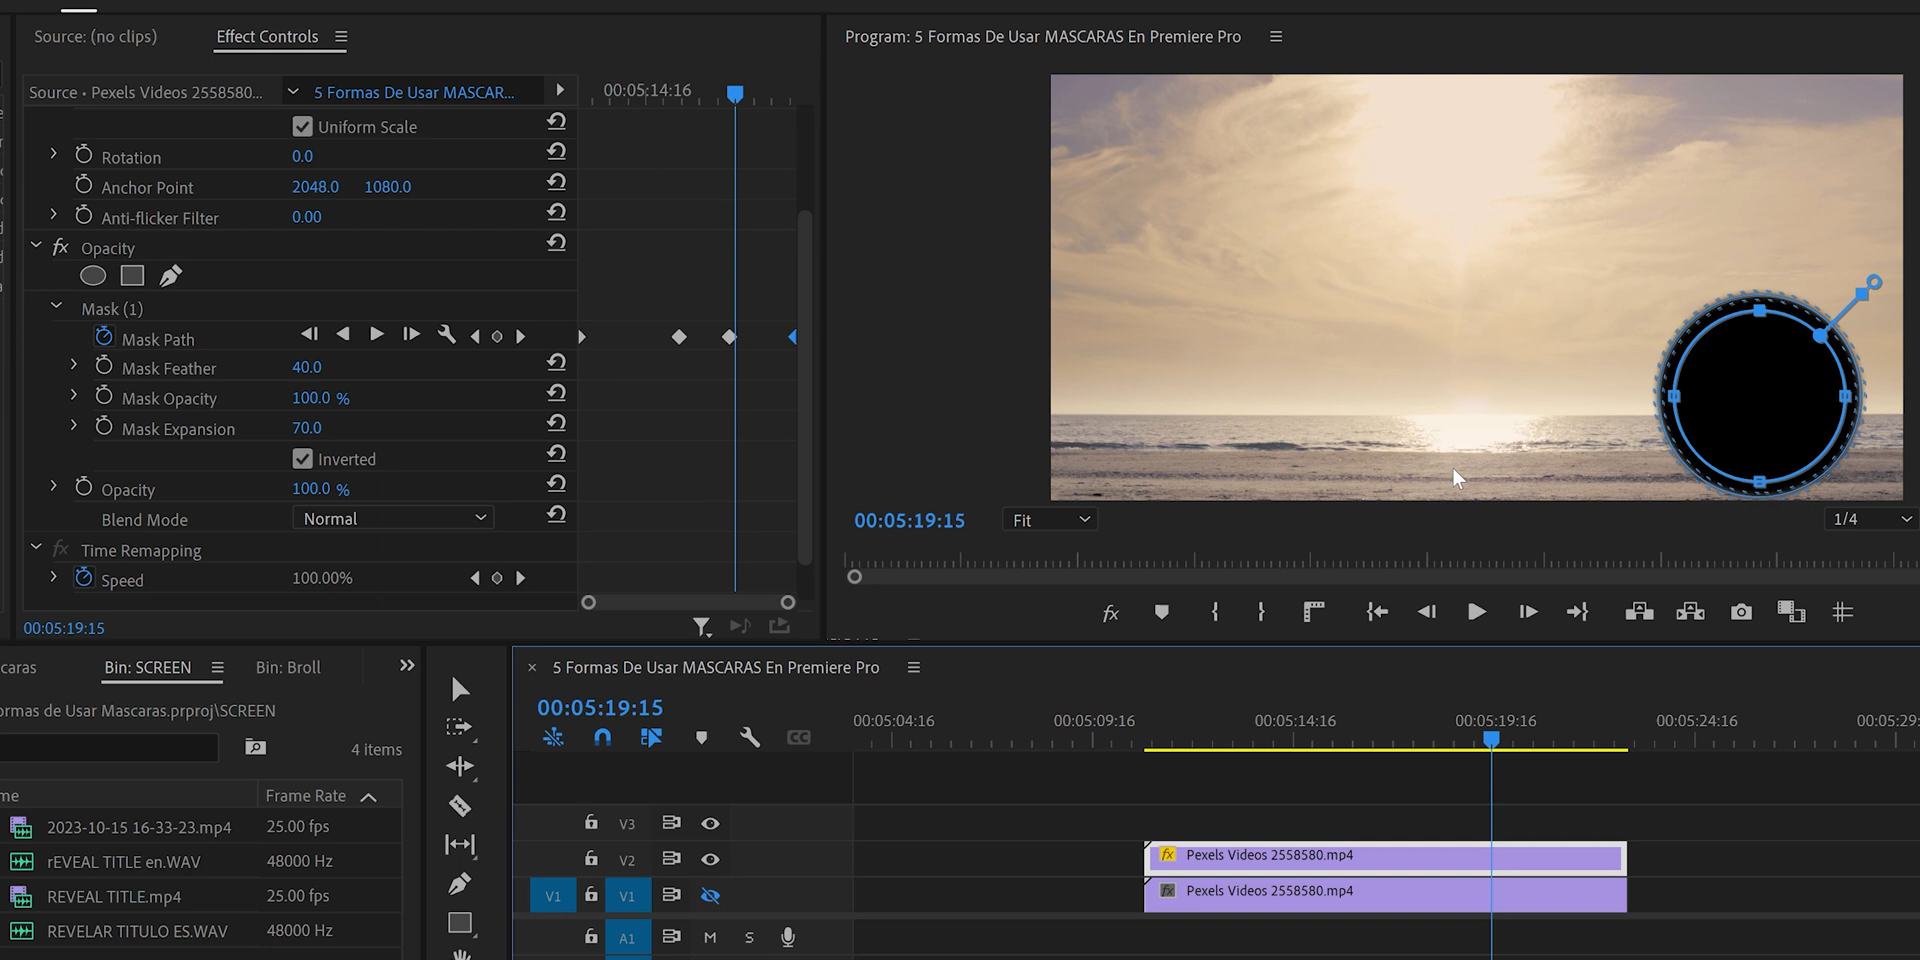 Source: (no clips)
Effect Controls
Program: 5 Formas De Usar MASCARAS En Premiere Pro
Source • Pexels Videos 2558580...
5 Formas De Usar MASCAR...
00:05:14:16
Uniform Scale
Rotation
0.0
Anchor Point
2048.0
1080.0
Anti-flicker Filter
0.00
fx
Opacity
Mask (1)
Mask Path
Mask Feather
40.0
Mask Opacity
100.0 %
Mask Expansion
70.0
Inverted
Opacity
100.0 %
Blend Mode
Normal
fx
Time Remapping
Speed
100.00%
00:05:19:15
00:05:19:15
Fit
1/4
fx
caras
Bin: SCREEN
Bin: Broll
ormas de Usar Mascaras.prproj\SCREEN
4 items
me
Frame Rate
2023-10-15 16-33-23.mp4
25.00 fps
rEVEAL TITLE en.WAV
48000 Hz
REVEAL TITLE.mp4
25.00 fps
REVELAR TITULO ES.WAV
48000 Hz
× 5 Formas De Usar MASCARAS En Premiere Pro
00:05:19:15
CC
00:05:04:16
00:05:09:16
00:05:14:16
00:05:19:16
00:05:24:16
00:05:29:
V3
V2
fx
Pexels Videos 2558580.mp4
V1
V1
fx
Pexels Videos 2558580.mp4
A1
M
S